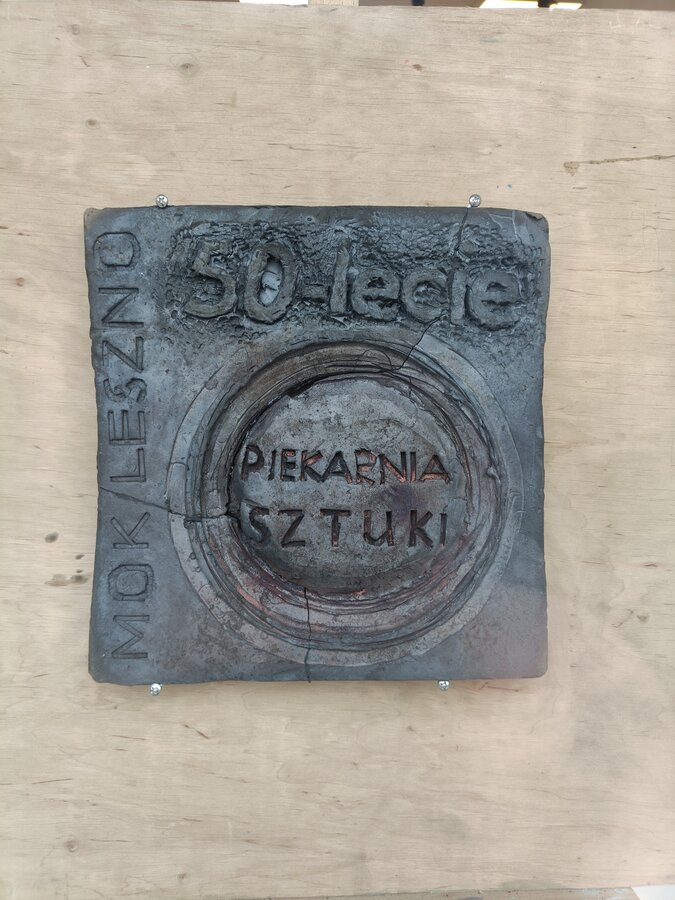 50-lecie
MOK LESZNO
PIEKARNIA
SZTUKI